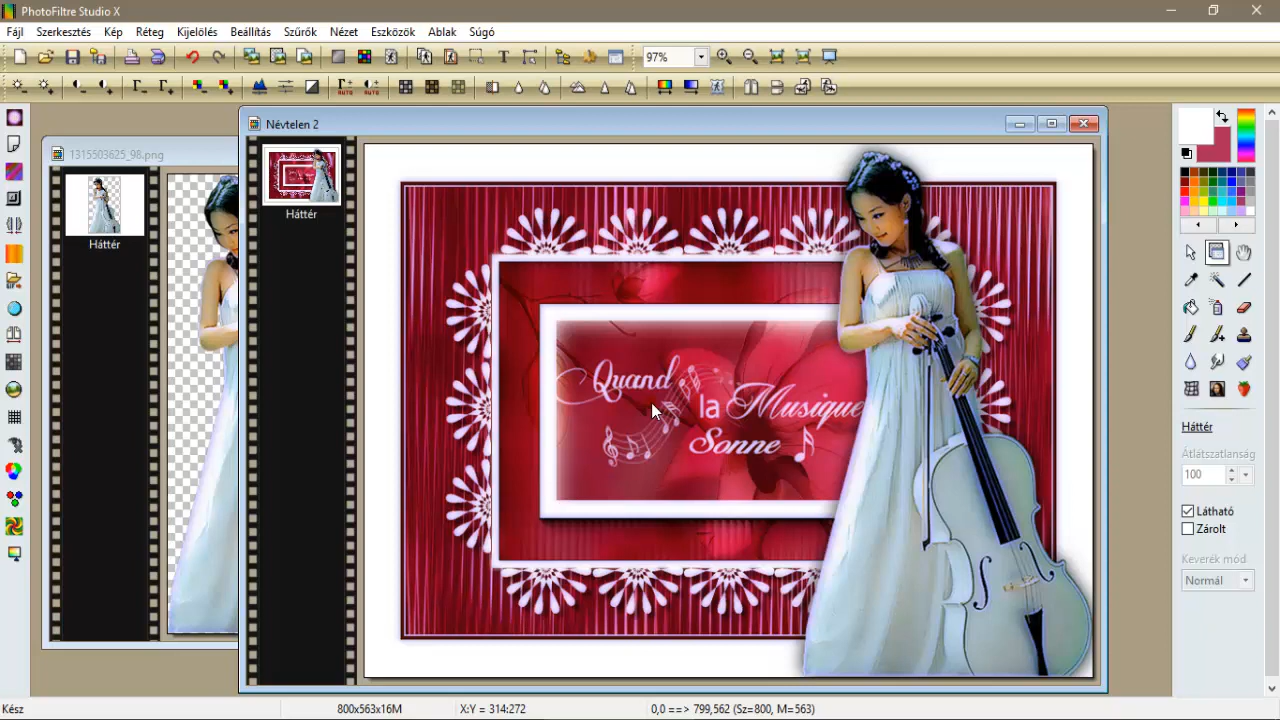 PhotoFiltre Studio X
Fájl Szerkesztés Kép Réteg Kijelölés Beállítás Szűrők Nézet Eszközök Ablak Súgó
97%
AUTO AUTO
1315503625_98.png
Háttér
Névtelen 2
Háttér
Quand
la Musique
Sonne
Háttér
Átlátszatlanság
100
Látható
Zárolt
Keverék mód
Normál
Kész
800x563x16M
X:Y = 314:272
0,0 ==> 799,562 (Sz=800, M=563)